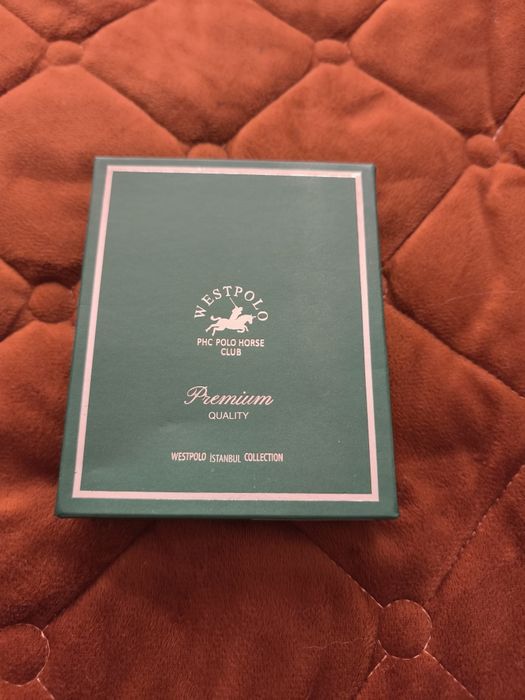 WESTPOLO
PHC POLO HORSE
CLUB
Premium
QUALITY
WESTPOLO İSTANBUL COLLECTION